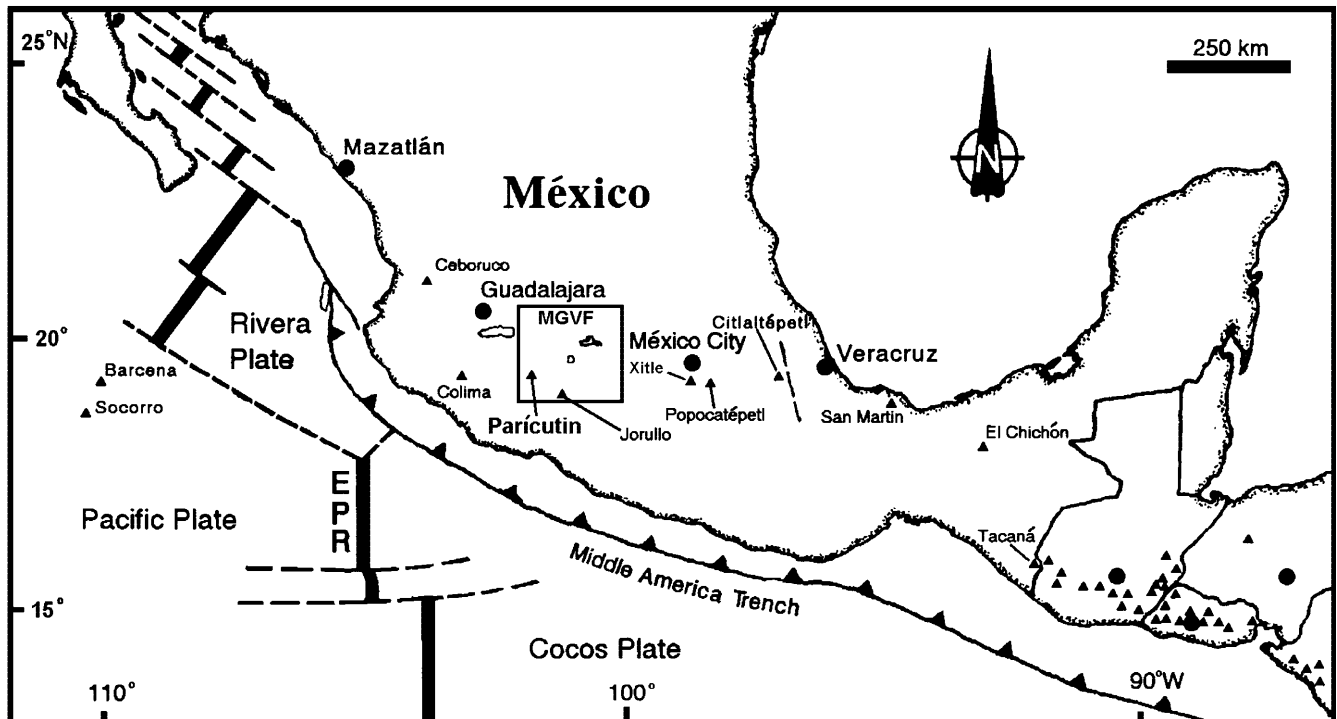 25°N
250 km
N
Mazatlán
México
Ceboruco
Guadalajara
MGVF
Citlaltépetl
Rivera
Plate
20°
México City
Veracruz
Xitle
Barcena
Colima
Popocatépetl
San Martin
Socorro
Parícutin
Jorullo
El Chichón
E
P
R
Pacific Plate
Tacaná
Middle America Trench
15°
Cocos Plate
110°
100°
90°W